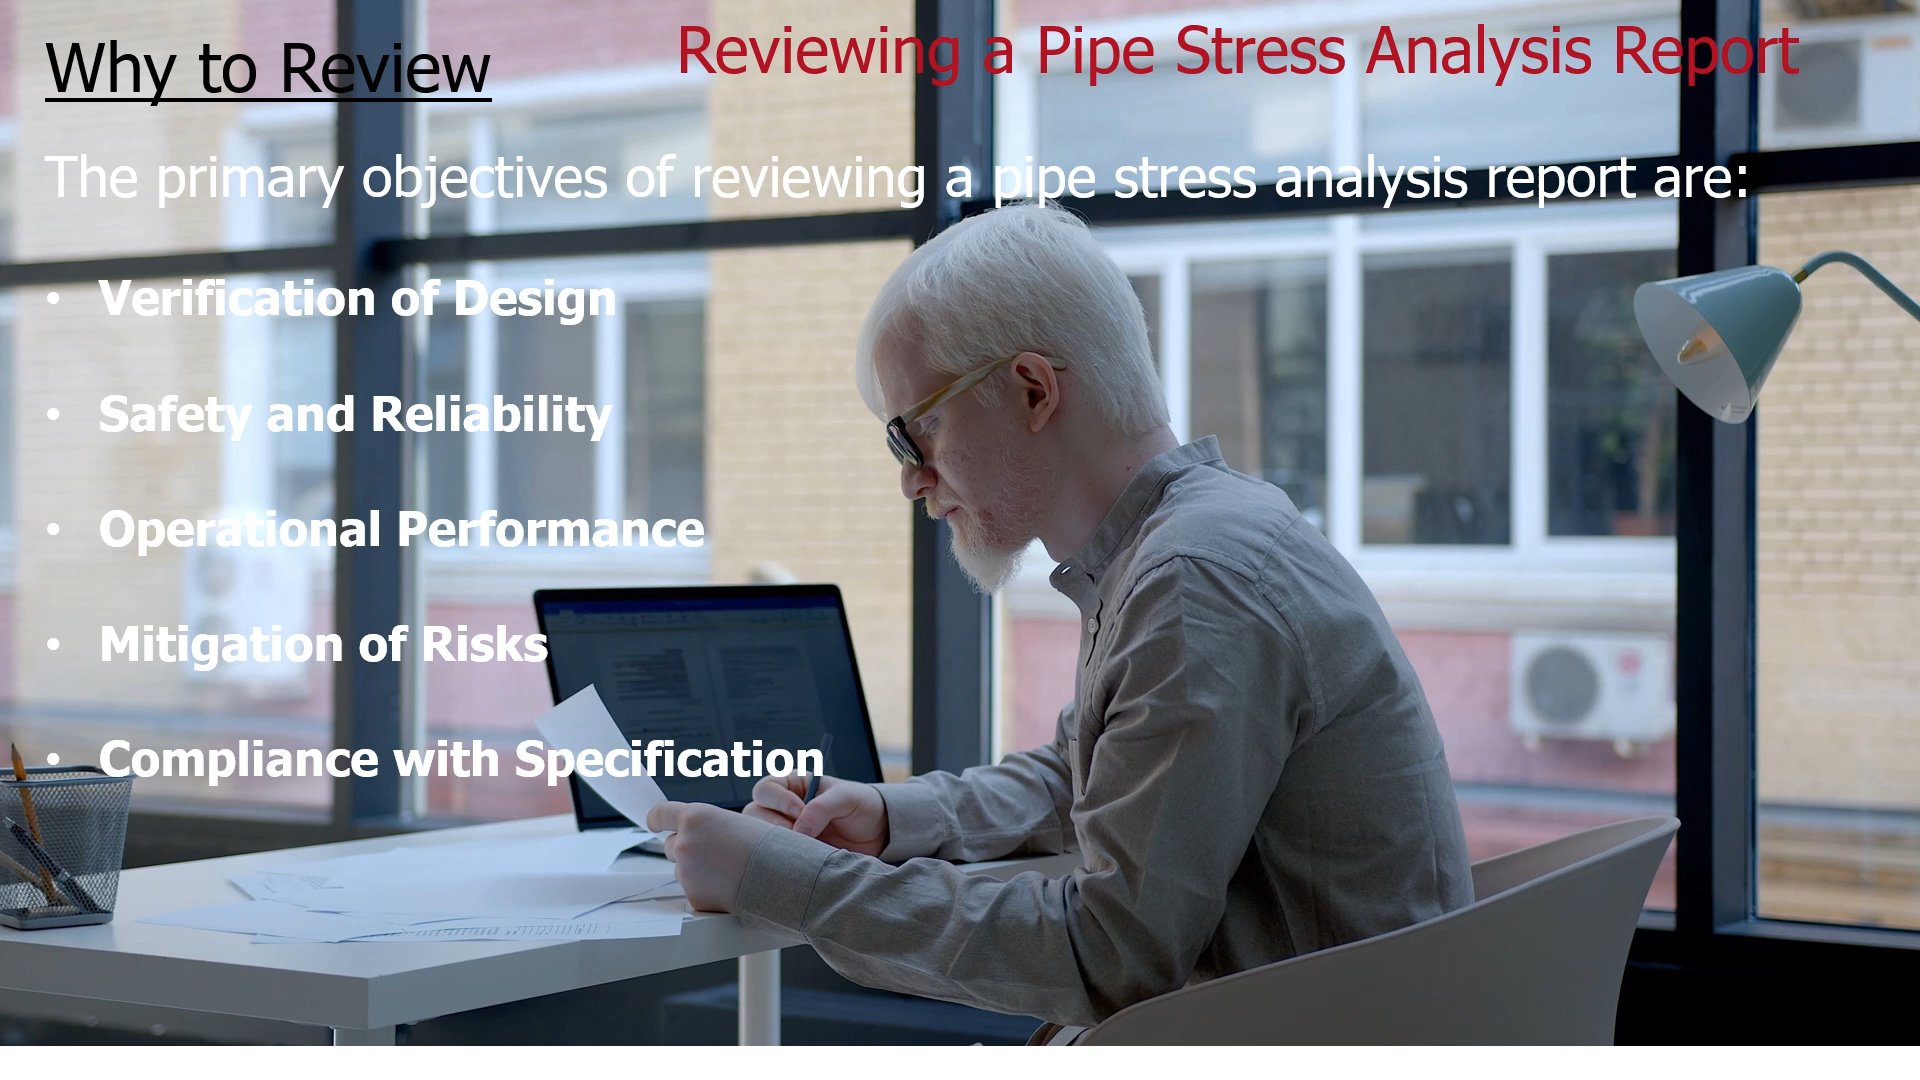 Why to Review
Reviewing a Pipe Stress Analysis Report
The primary objectives of reviewing a pipe stress analysis report are:
• Verification of Design
• Safety and Reliability
• Operational Performance
• Mitigation of Risks
• Compliance with Specification